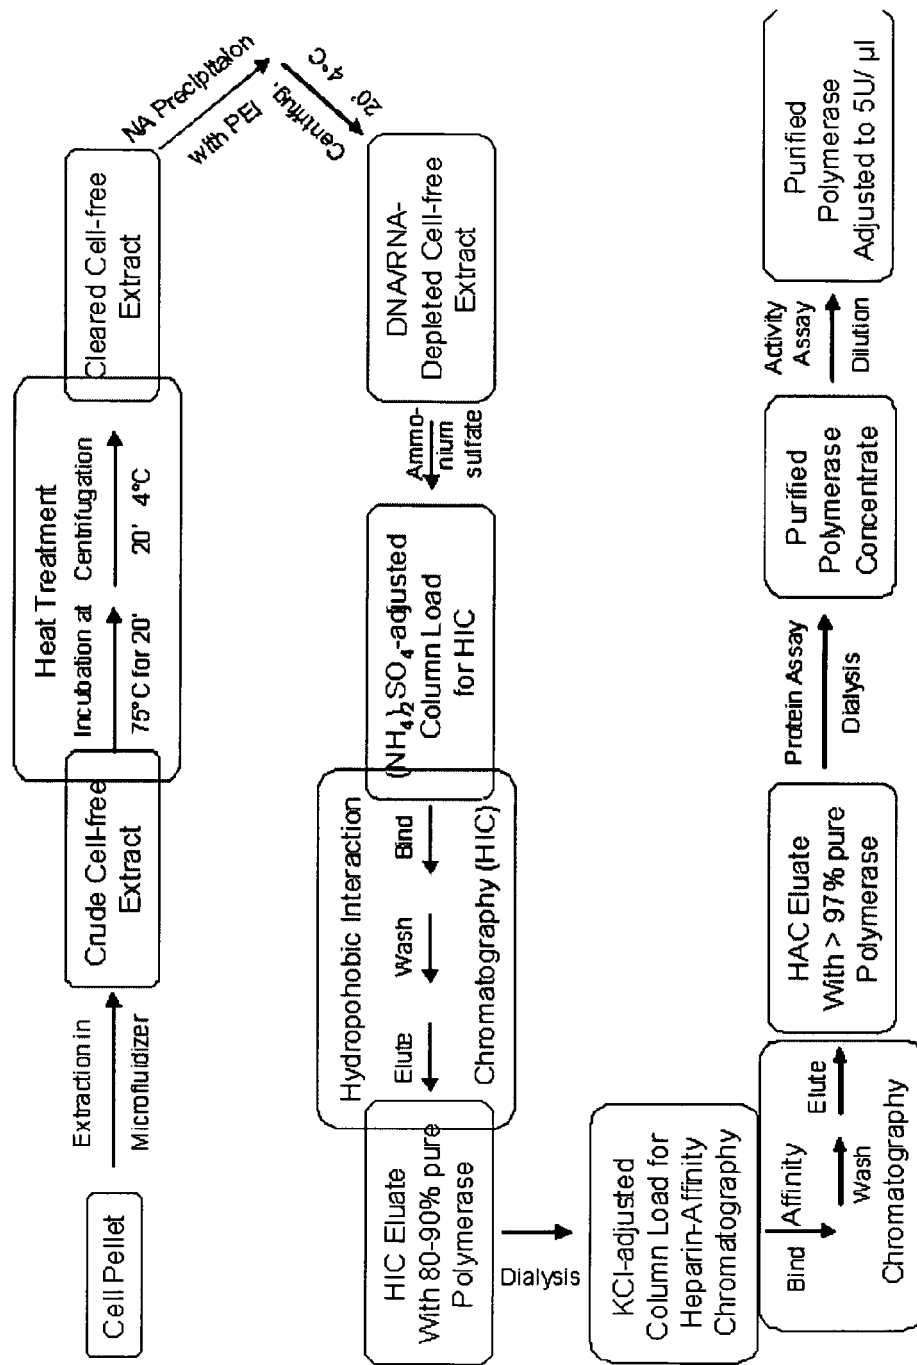 Cell Pellet
Extraction in
Microfluidizer
Crude Cell-free
Extract
Heat Treatment
Incubation at
75°C for 20'
Centrifugation
20' 4°C
Cleared Cell-free
Extract
NA Precipitaion
with PEI
Centrifug.
20' 4°C
DNA/RNA-
Depleted Cell-free
Extract
Ammo-
nium
sulfate
(NH₄)₂SO₄-adjusted
Column Load
for HIC
Hydropohobic Interaction
Bind
Wash
Elute
Chromatography (HIC)
HIC Eluate
With 80-90% pure
Polymerase
Dialysis
KCl-adjusted
Column Load for
Heparin-Affinity
Chromatography
Affinity
Bind
Wash
Elute
Chromatography
HAC Eluate
With > 97% pure
Polymerase
Protein Assay
Dialysis
Purified
Polymerase
Concentrate
Activity
Assay
Dilution
Purified
Polymerase
Adjusted to 5U/ µl